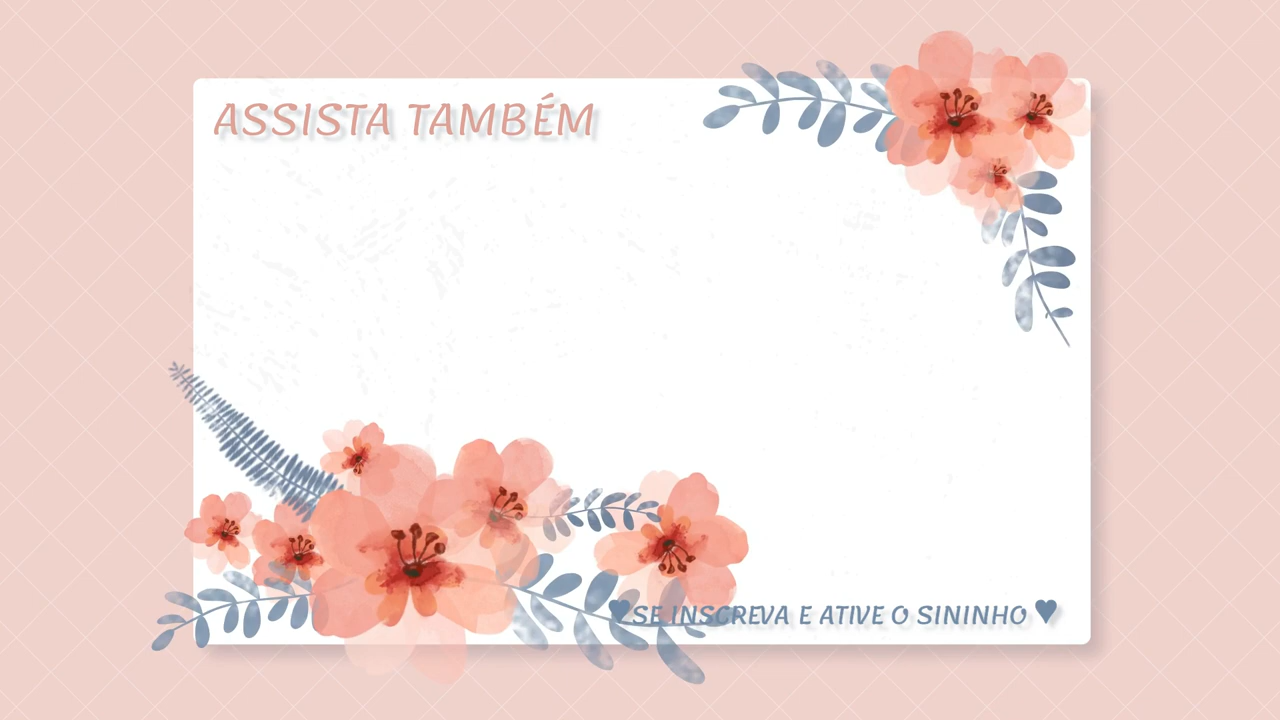 ASSISTA TAMBÉM
♥SE INSCREVA E ATIVE O SININHO ♥